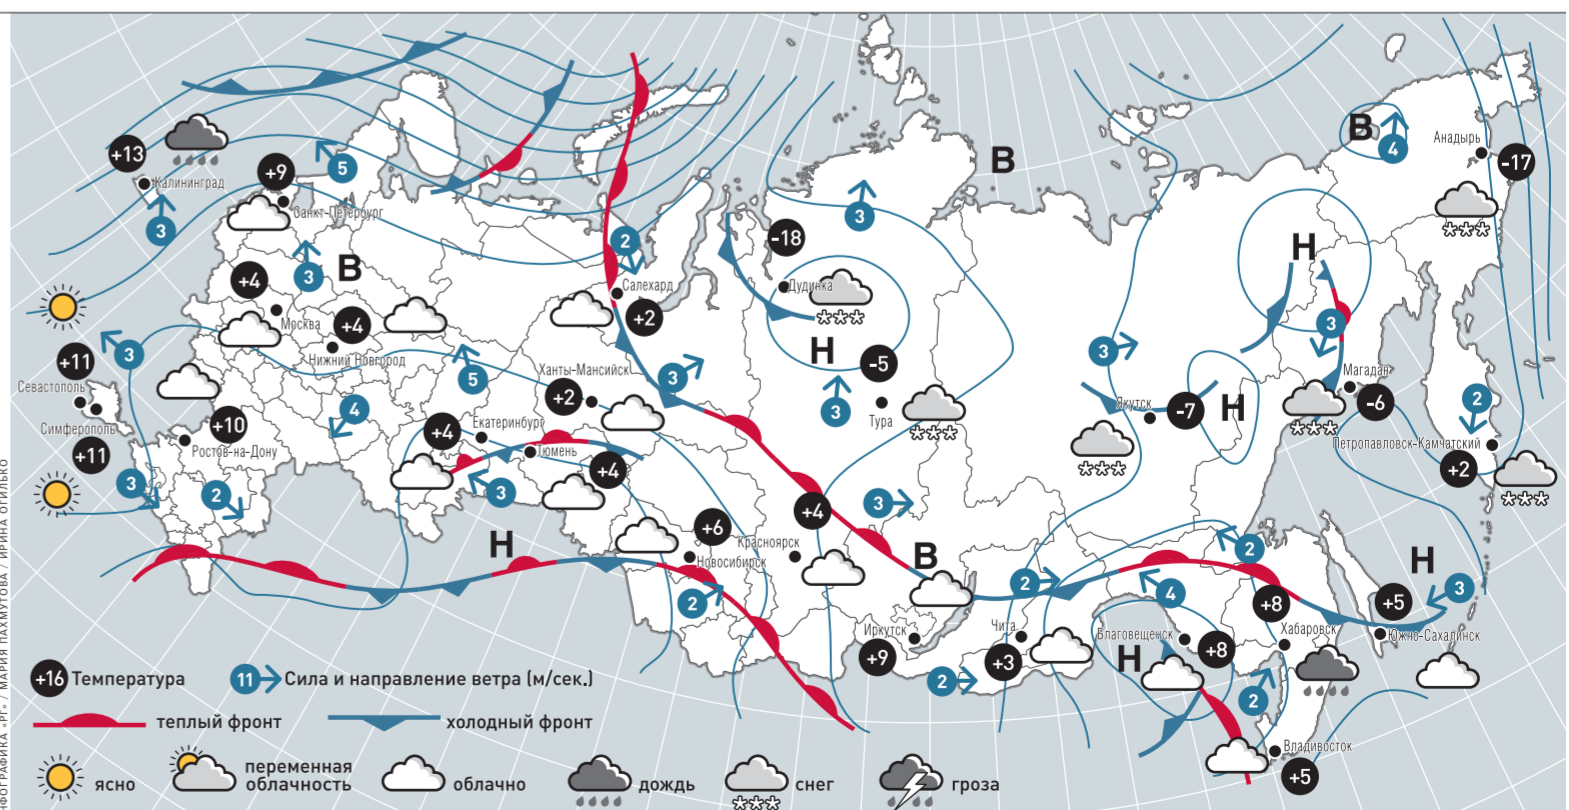 В
5
4
Анадырь
-17
+13
Калининград
+9
Санкт-Петербург
3
В
3
-18
2
Н
+4
3
В
Дудинка
Салехард
+2
Москва
+4
Нижний Новгород
3
3
Н
+11
Севастополь
5
Ханты-Мансийск
+2
3
-5
Тура
3
3
Магадан
-6
Якутск
-7
Н
2
Симферополь
+11
+10
Ростов-на-Дону
4
+4
Екатеринбург
Тюмень
+4
Петропавловск-Камчатский
+2
3
2
3
+4
3
Н
+6
Новосибирск
Красноярск
В
2
Н
2
2
4
+8
+5
3
Иркутск
+9
Чита
+3
Благовещенск
+8
Хабаровск
Южно-Сахалинск
Н
2
2
Владивосток
+5
+16 Температура
11 Сила и направление ветра (м/сек.)
теплый фронт
холодный фронт
ясно
переменная
облачность
облачно
дождь
снег
гроза
НФОГРАФИКА «РГ» / МАРИЯ ПАХМУТОВА / ИРИНА ОТИЛЬКО